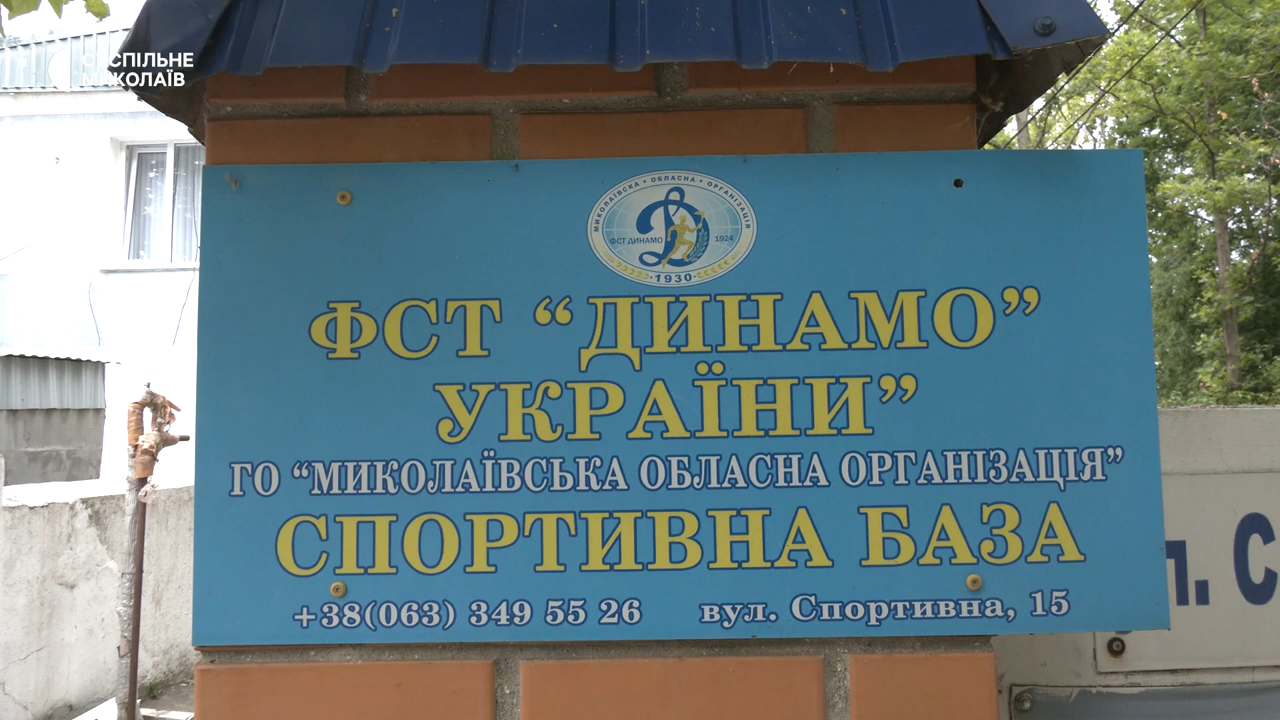 СУСПІЛЬНЕ
МИКОЛАЇВ
МИКОЛАЇВСЬКА • ОБЛАСНА • ОРГАНІЗАЦІЯ
ФСТ ДИНАМО 1924
•1930•
ФСТ “ДИНАМО”
УКРАЇНИ”
ГО “МИКОЛАЇВСЬКА ОБЛАСНА ОРГАНІЗАЦІЯ”
СПОРТИВНА БАЗА
+38(063) 349 55 26 вул. Спортивна, 15
л. С